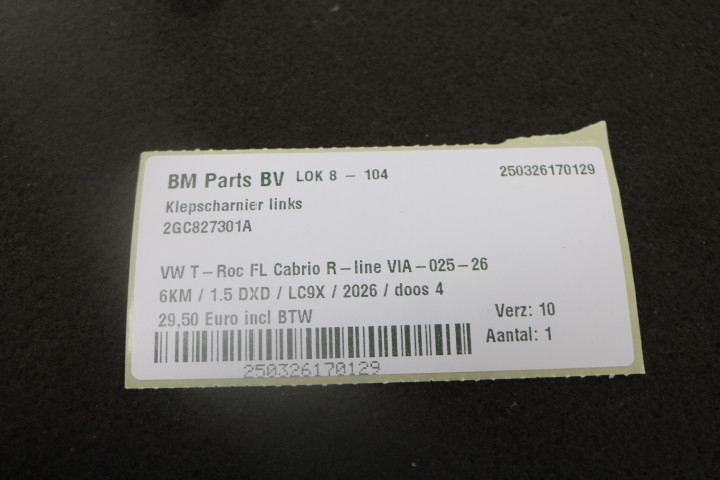 BM Parts BV LOK 8 - 104 250326170129
Klepscharnier links
2GC827301A
VW T-Roc FL Cabrio R-line VIA-025-26
6KM / 1.5 DXD / LC9X / 2026 / doos 4
29,50 Euro incl BTW Verz: 10
Aantal: 1
250326170129